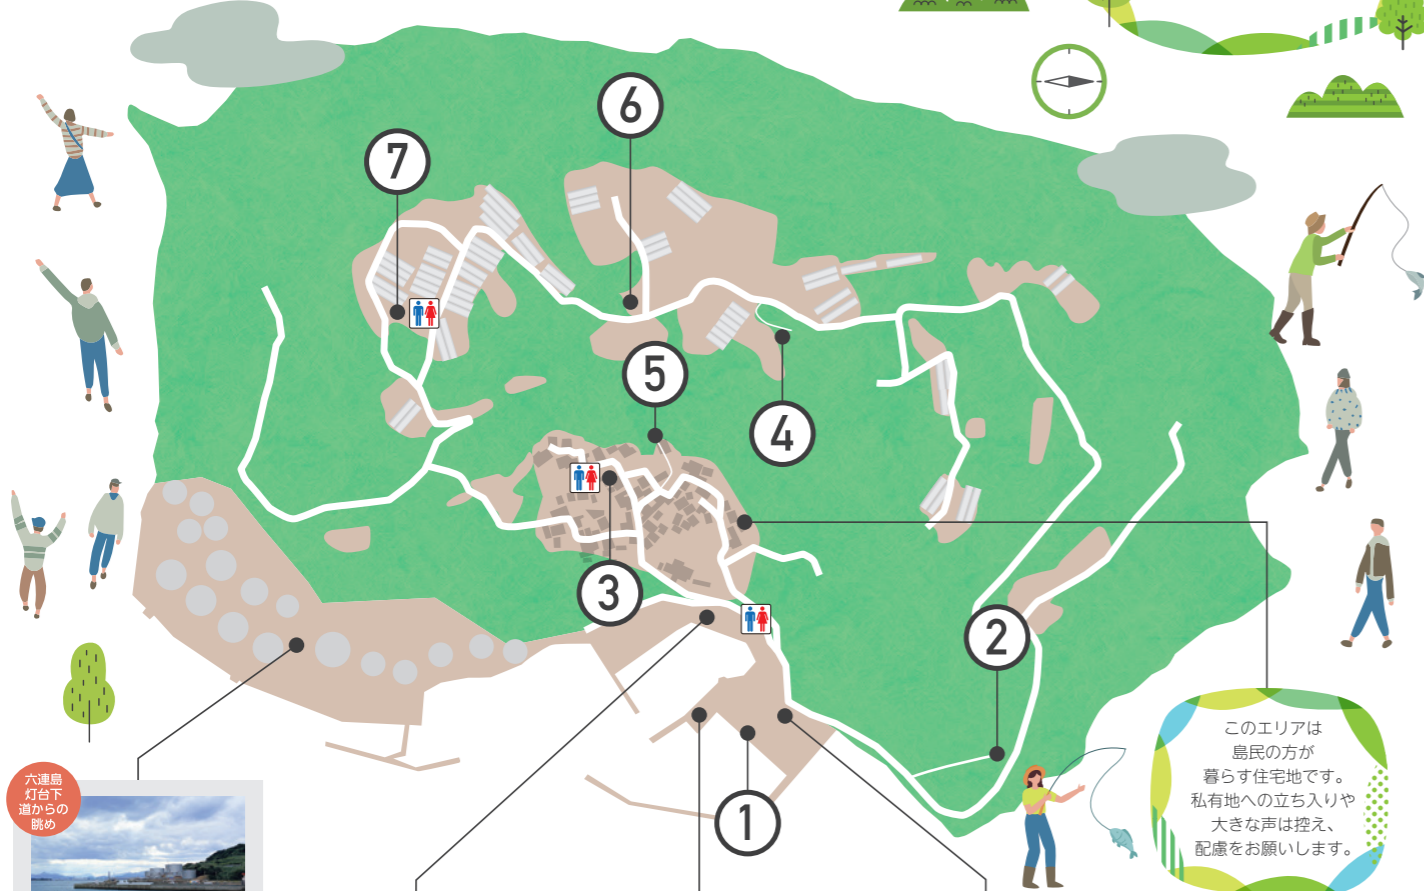 6
7
5
4
3
2
1
六連島
灯台下
道からの
眺め
このエリアは
島民の方が
暮らす住宅地です。
私有地への立ち入りや
大きな声は控え、
配慮をお願いします。